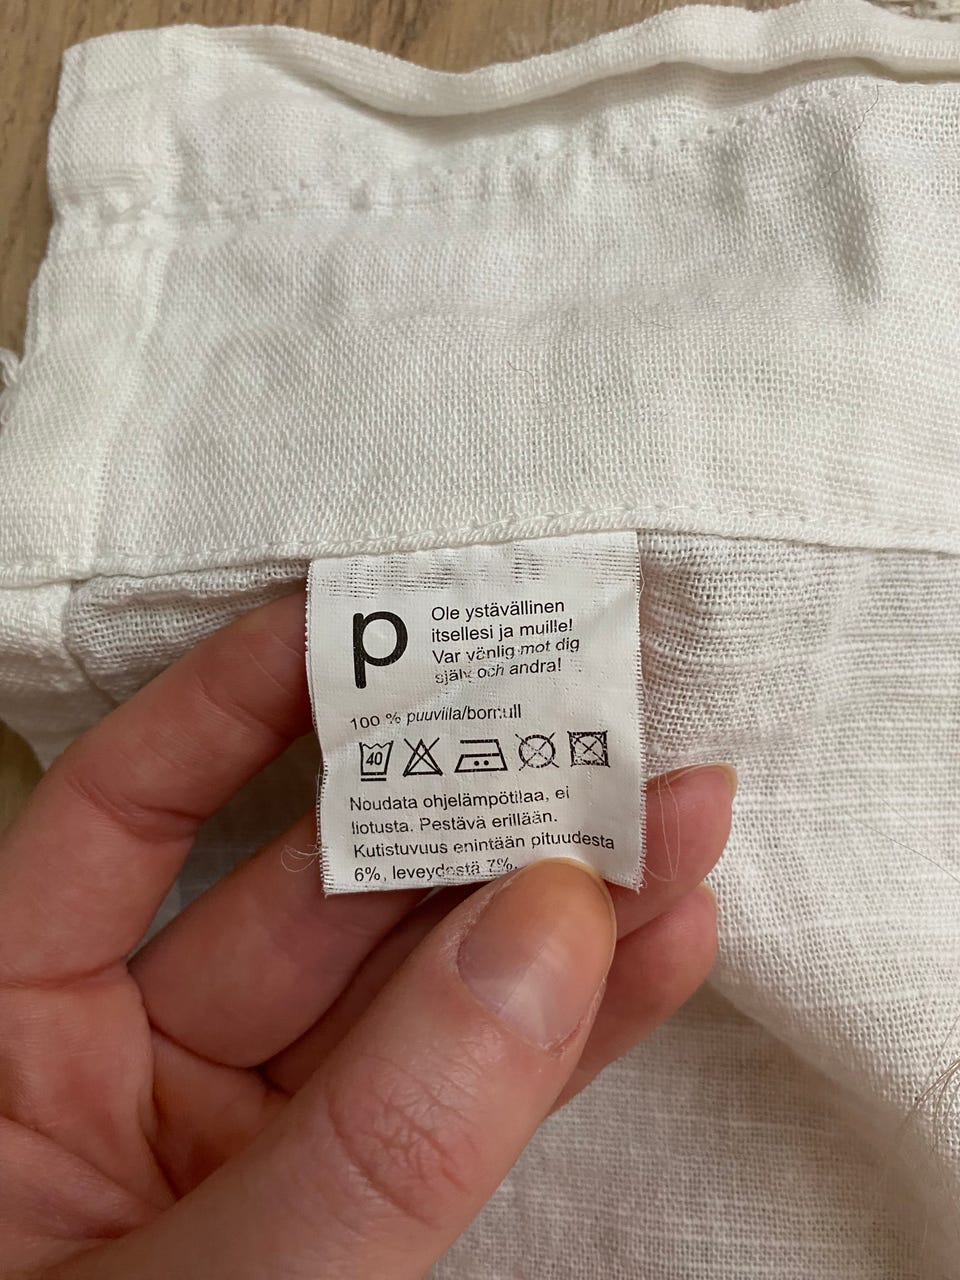 p
Ole ystävällinen
itsellesi ja muille!
Var vänlig mot dig
själv och andra!
100 % puuvilla/bomull
40
Noudata ohjelämpötilaa, ei
liotusta. Pestävä erillään.
Kutistuvuus enintään pituudesta
6%, leveydestä 7%.